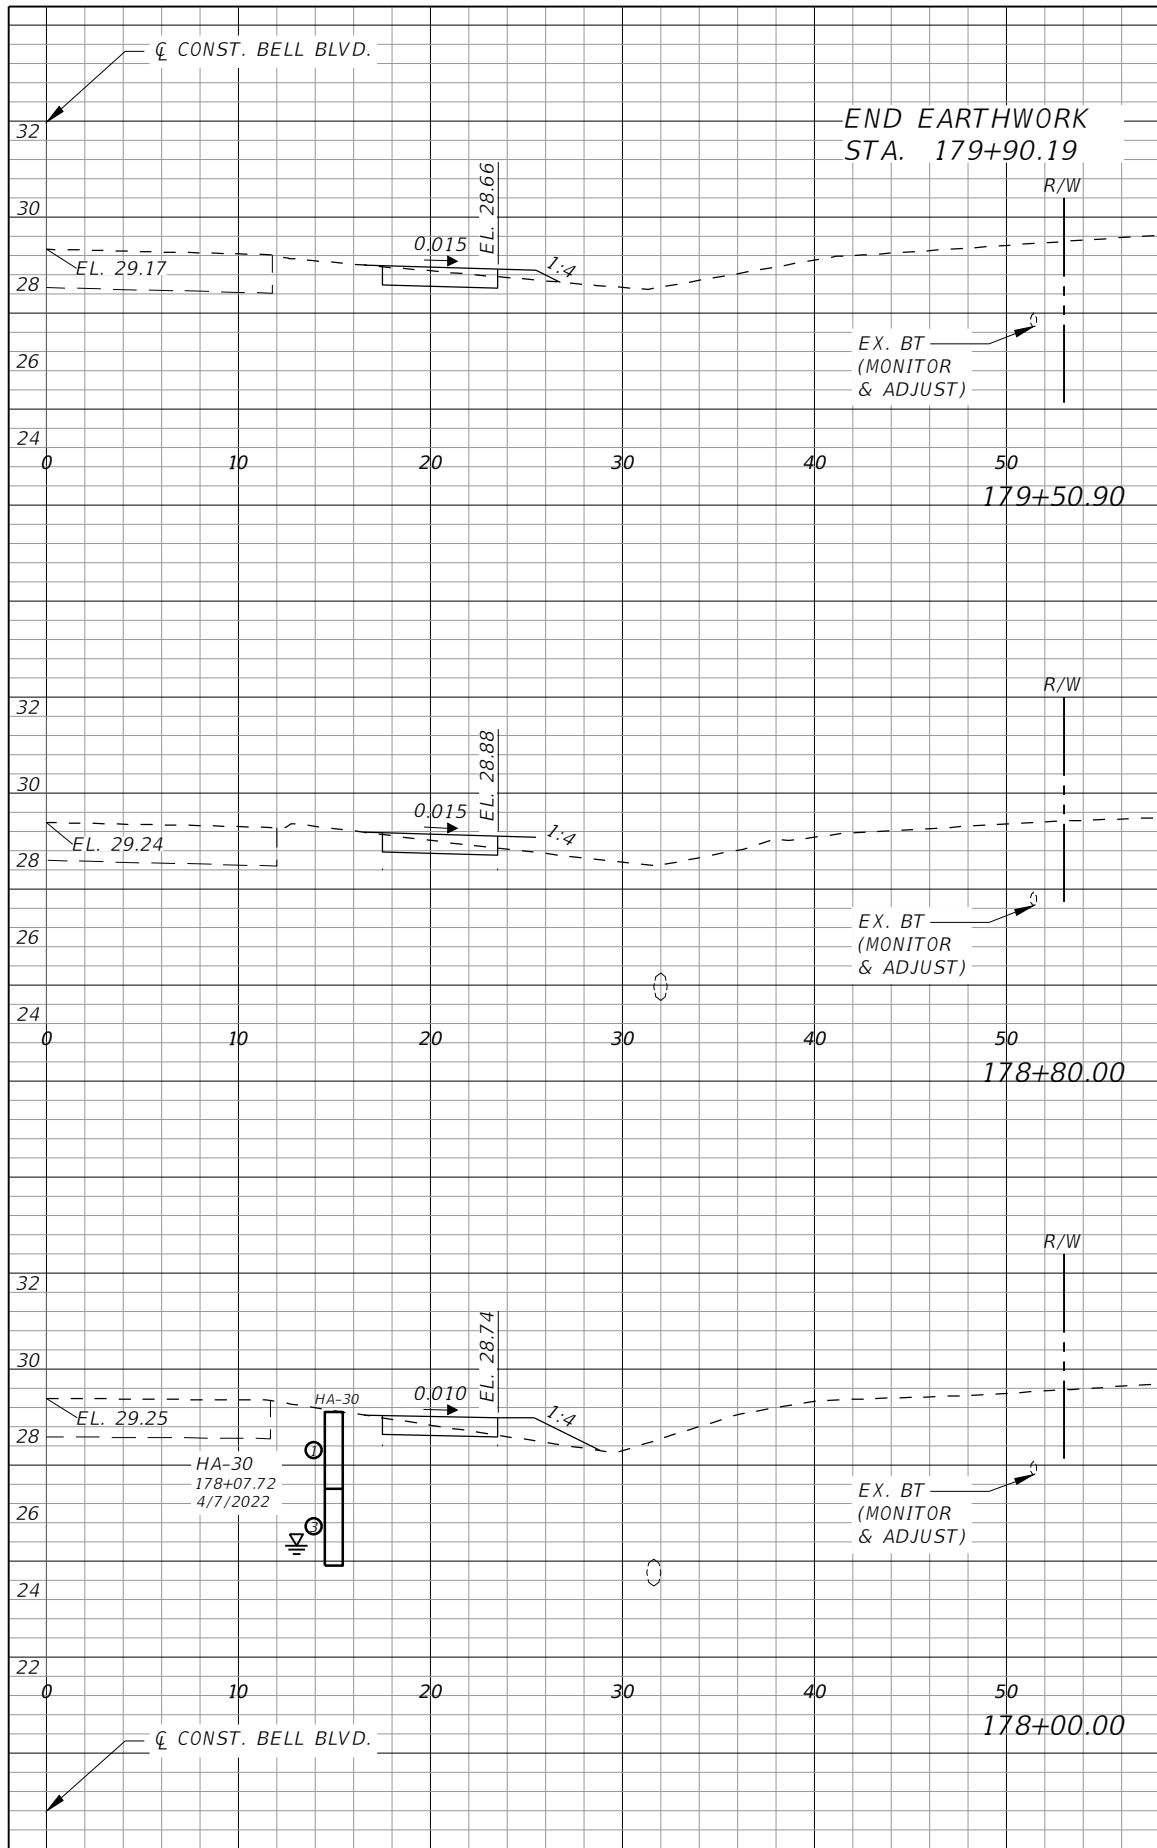 ℄ CONST. BELL BLVD.
END EARTHWORK
STA. 179+90.19
32
30
28
26
24
R/W
EL. 28.66
0.015
1:4
EL. 29.17
EX. BT
(MONITOR
& ADJUST)
0 10 20 30 40 50
179+50.90
32
30
28
26
24
R/W
EL. 28.88
0.015
1:4
EL. 29.24
EX. BT
(MONITOR
& ADJUST)
0 10 20 30 40 50
178+80.00
32
30
28
26
24
22
R/W
EL. 28.74
0.010
HA-30
1:4
EL. 29.25
1
HA-30
178+07.72
4/7/2022
3
EX. BT
(MONITOR
& ADJUST)
0 10 20 30 40 50
178+00.00
℄ CONST. BELL BLVD.